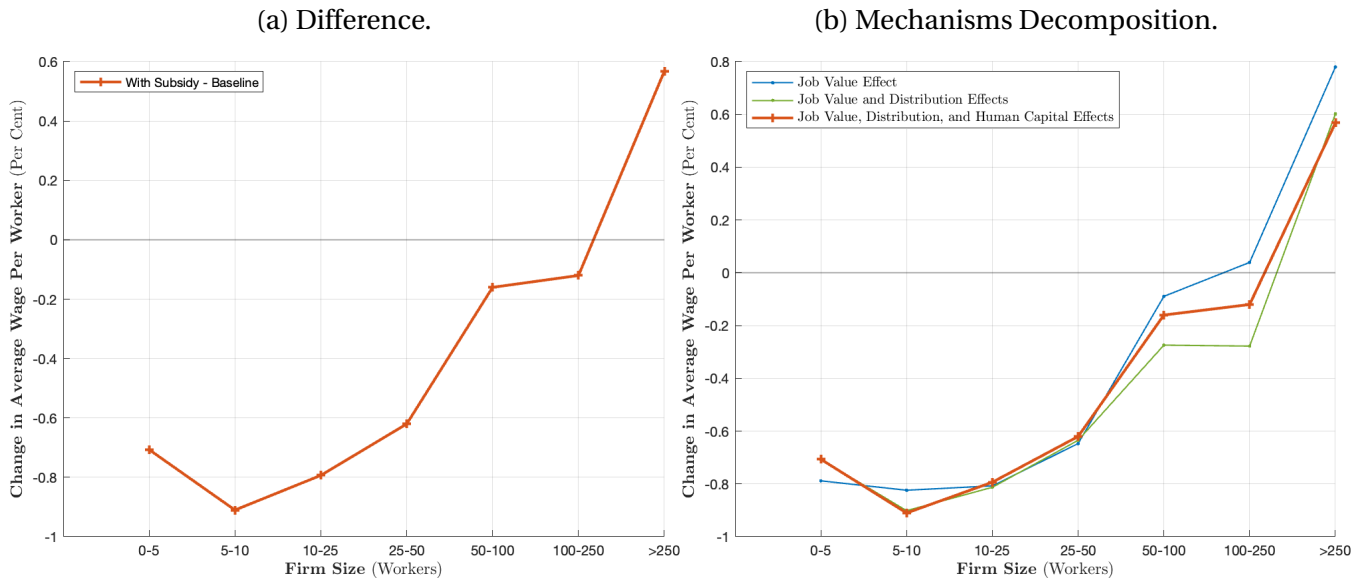 (a) Difference.
With Subsidy - Baseline
Change in Average Wage Per Worker (Per Cent)
0.6
0.4
0.2
0
-0.2
-0.4
-0.6
-0.8
-1
0-5 5-10 10-25 25-50 50-100 100-250 >250
Firm Size (Workers)
(b) Mechanisms Decomposition.
Job Value Effect
Job Value and Distribution Effects
Job Value, Distribution, and Human Capital Effects
Change in Average Wage Per Worker (Per Cent)
0.8
0.6
0.4
0.2
0
-0.2
-0.4
-0.6
-0.8
-1
0-5 5-10 10-25 25-50 50-100 100-250 >250
Firm Size (Workers)